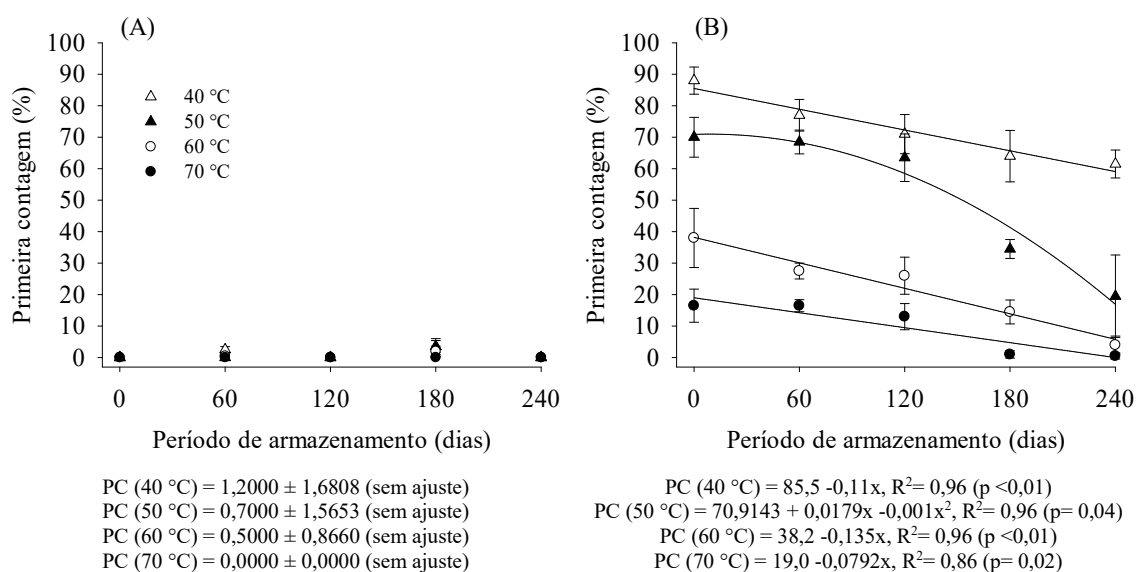 (A)
100
90
80
70
60
50
40
30
20
10
0
Primeira contagem (%)
40 °C
50 °C
60 °C
70 °C
0 60 120 180 240
Período de armazenamento (dias)
PC (40 °C) = 1,2000 ± 1,6808 (sem ajuste)
PC (50 °C) = 0,7000 ± 1,5653 (sem ajuste)
PC (60 °C) = 0,5000 ± 0,8660 (sem ajuste)
PC (70 °C) = 0,0000 ± 0,0000 (sem ajuste)
(B)
100
90
80
70
60
50
40
30
20
10
0
Primeira contagem (%)
0 60 120 180 240
Período de armazenamento (dias)
PC (40 °C) = 85,5 -0,11x, R²= 0,96 (p <0,01)
PC (50 °C) = 70,9143 + 0,0179x -0,001x², R²= 0,96 (p= 0,04)
PC (60 °C) = 38,2 -0,135x, R²= 0,96 (p <0,01)
PC (70 °C) = 19,0 -0,0792x, R²= 0,86 (p= 0,02)